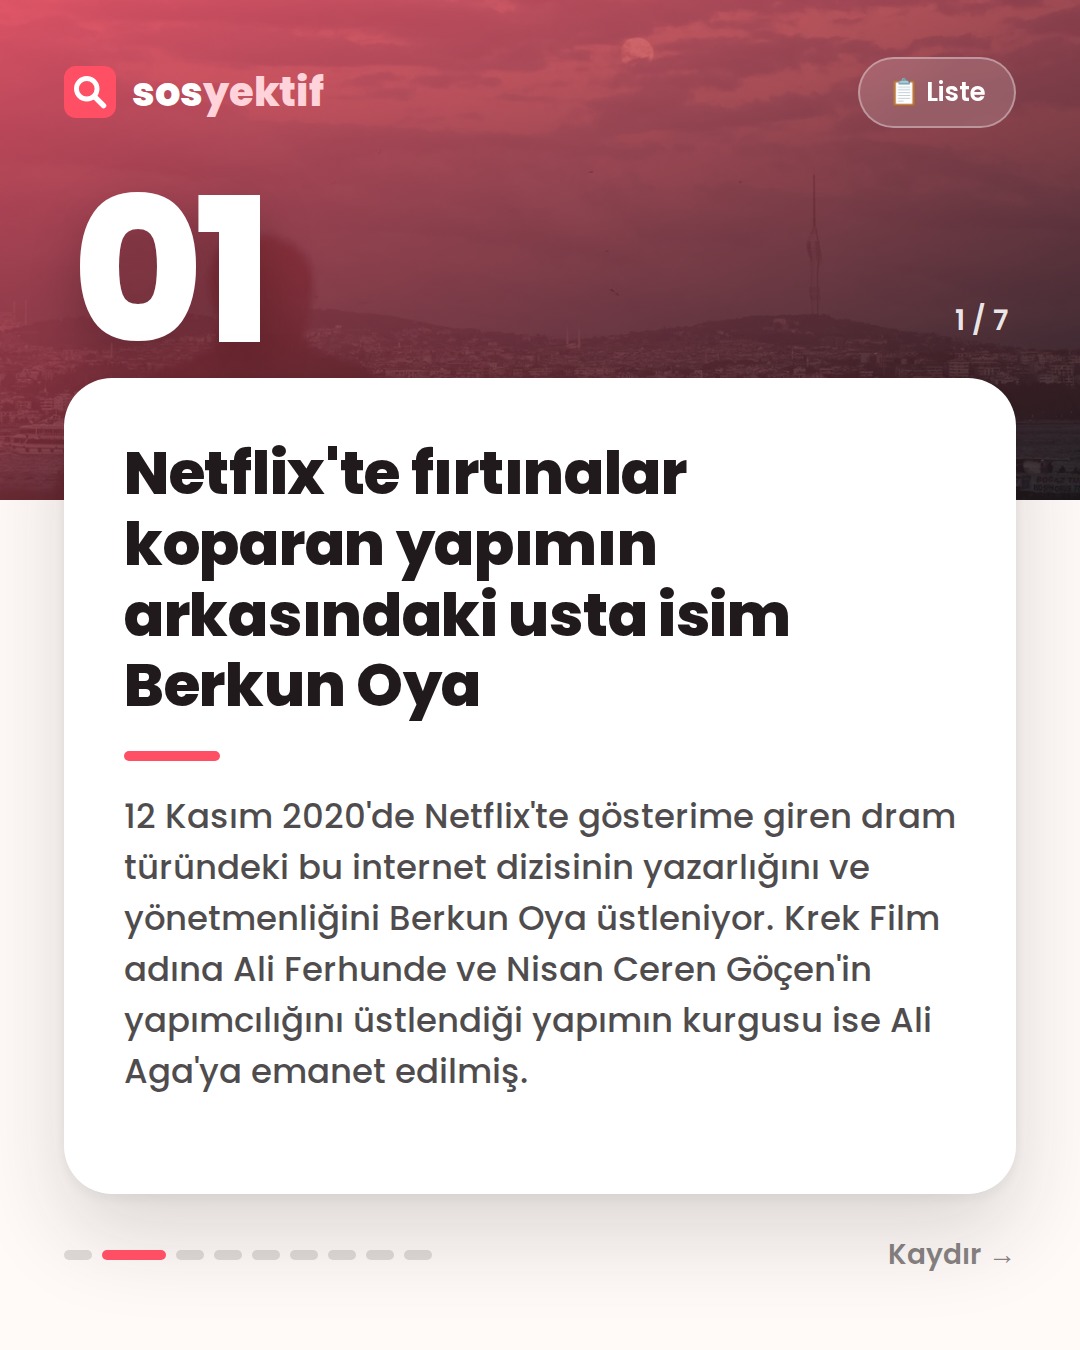 sosyektif
📋 Liste
01
1 / 7
Netflix'te fırtınalar
koparan yapımın
arkasındaki usta isim
Berkun Oya
12 Kasım 2020'de Netflix'te gösterime giren dram
türündeki bu internet dizisinin yazarlığını ve
yönetmenliğini Berkun Oya üstleniyor. Krek Film
adına Ali Ferhunde ve Nisan Ceren Göçen'in
yapımcılığını üstlendiği yapımın kurgusu ise Ali
Aga'ya emanet edilmiş.
Kaydır →